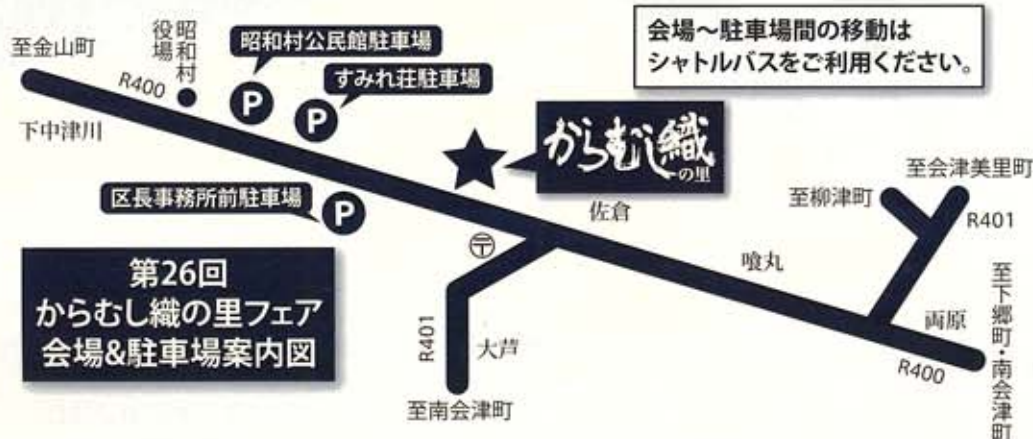 会場～駐車場間の移動は
シャトルバスをご利用ください。
至金山町
昭和村
役場
昭和村公民館駐車場
R400
P
すみれ荘駐車場
P
下中津川
からむし織の里
至会津美里町
至柳津町
区長事務所前駐車場
P
佐倉
R401
〒
喰丸
第26回
からむし織の里フェア
会場&駐車場案内図
至下郷町・南会津町
両原
R401
大芦
R400
至南会津町